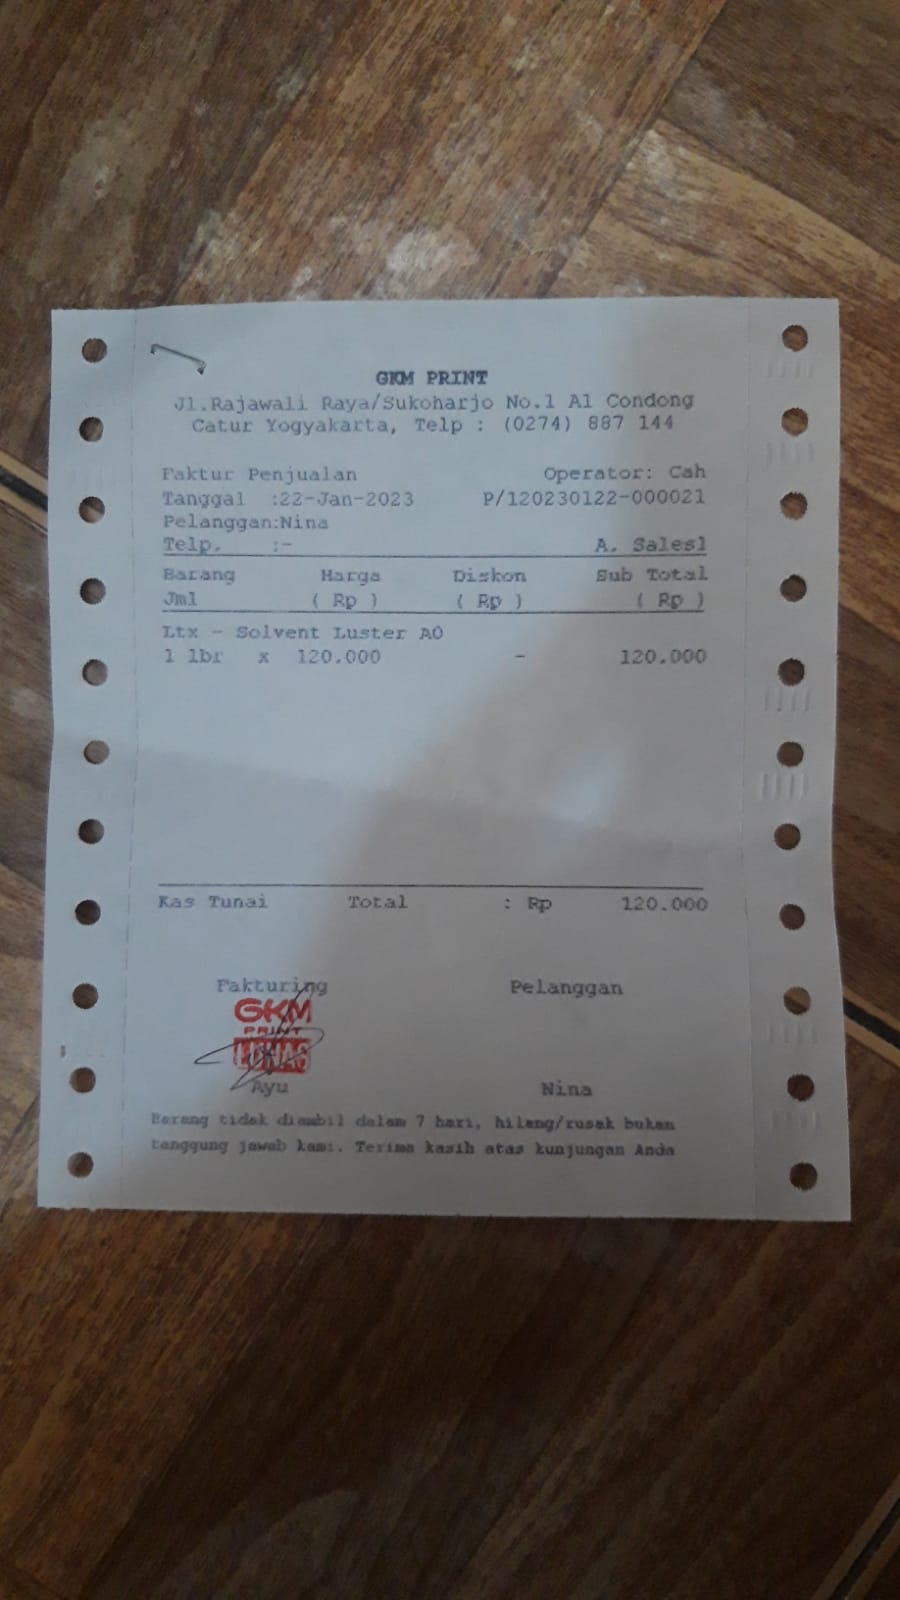 GKM PRINT
Jl.Rajawali Raya/Sukoharjo No.1 A1 Condong
Catur Yogyakarta, Telp : (0274) 887 144
Faktur Penjualan Operator: Cah
Tanggal :22-Jan-2023 P/120230122-000021
Pelanggan:Nina
Telp. :- A. Sales1
Barang Harga Diskon Sub Total
Jml ( Rp ) ( Rp ) ( Rp )
Ltx - Solvent Luster A0
1 lbr x 120.000 - 120.000
Kas Tunai Total : Rp 120.000
Fakturing Pelanggan
GKM
PRINT
LUNAS
Ayu Nina
Barang tidak diambil dalam 7 hari, hilang/rusak bukan
tanggung jawab kami. Terima kasih atas kunjungan Anda